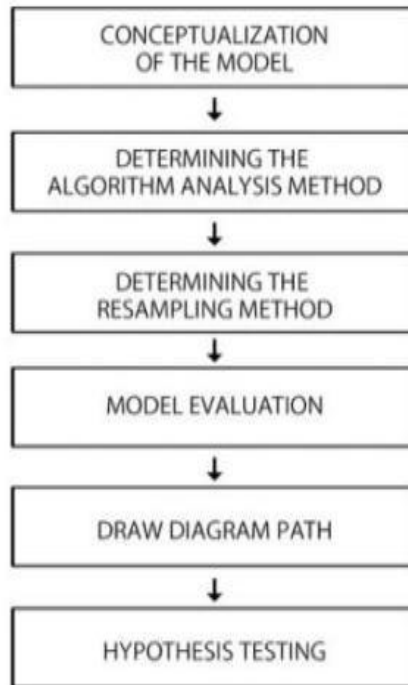 CONCEPTUALIZATION
OF THE MODEL
DETERMINING THE
ALGORITHM ANALYSIS METHOD
DETERMINING THE
RESAMPLING METHOD
MODEL EVALUATION
DRAW DIAGRAM PATH
HYPOTHESIS TESTING